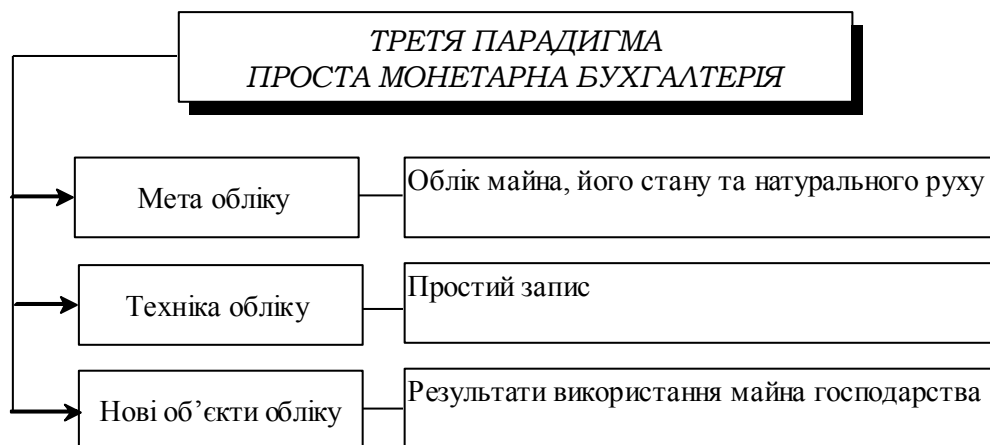 ТРЕТЯ ПАРАДИГМА
ПРОСТА МОНЕТАРНА БУХГАЛТЕРІЯ
Мета обліку
Облік майна, його стану та натурального руху
Техніка обліку
Простий запис
Нові об’єкти обліку
Результати використання майна господарства